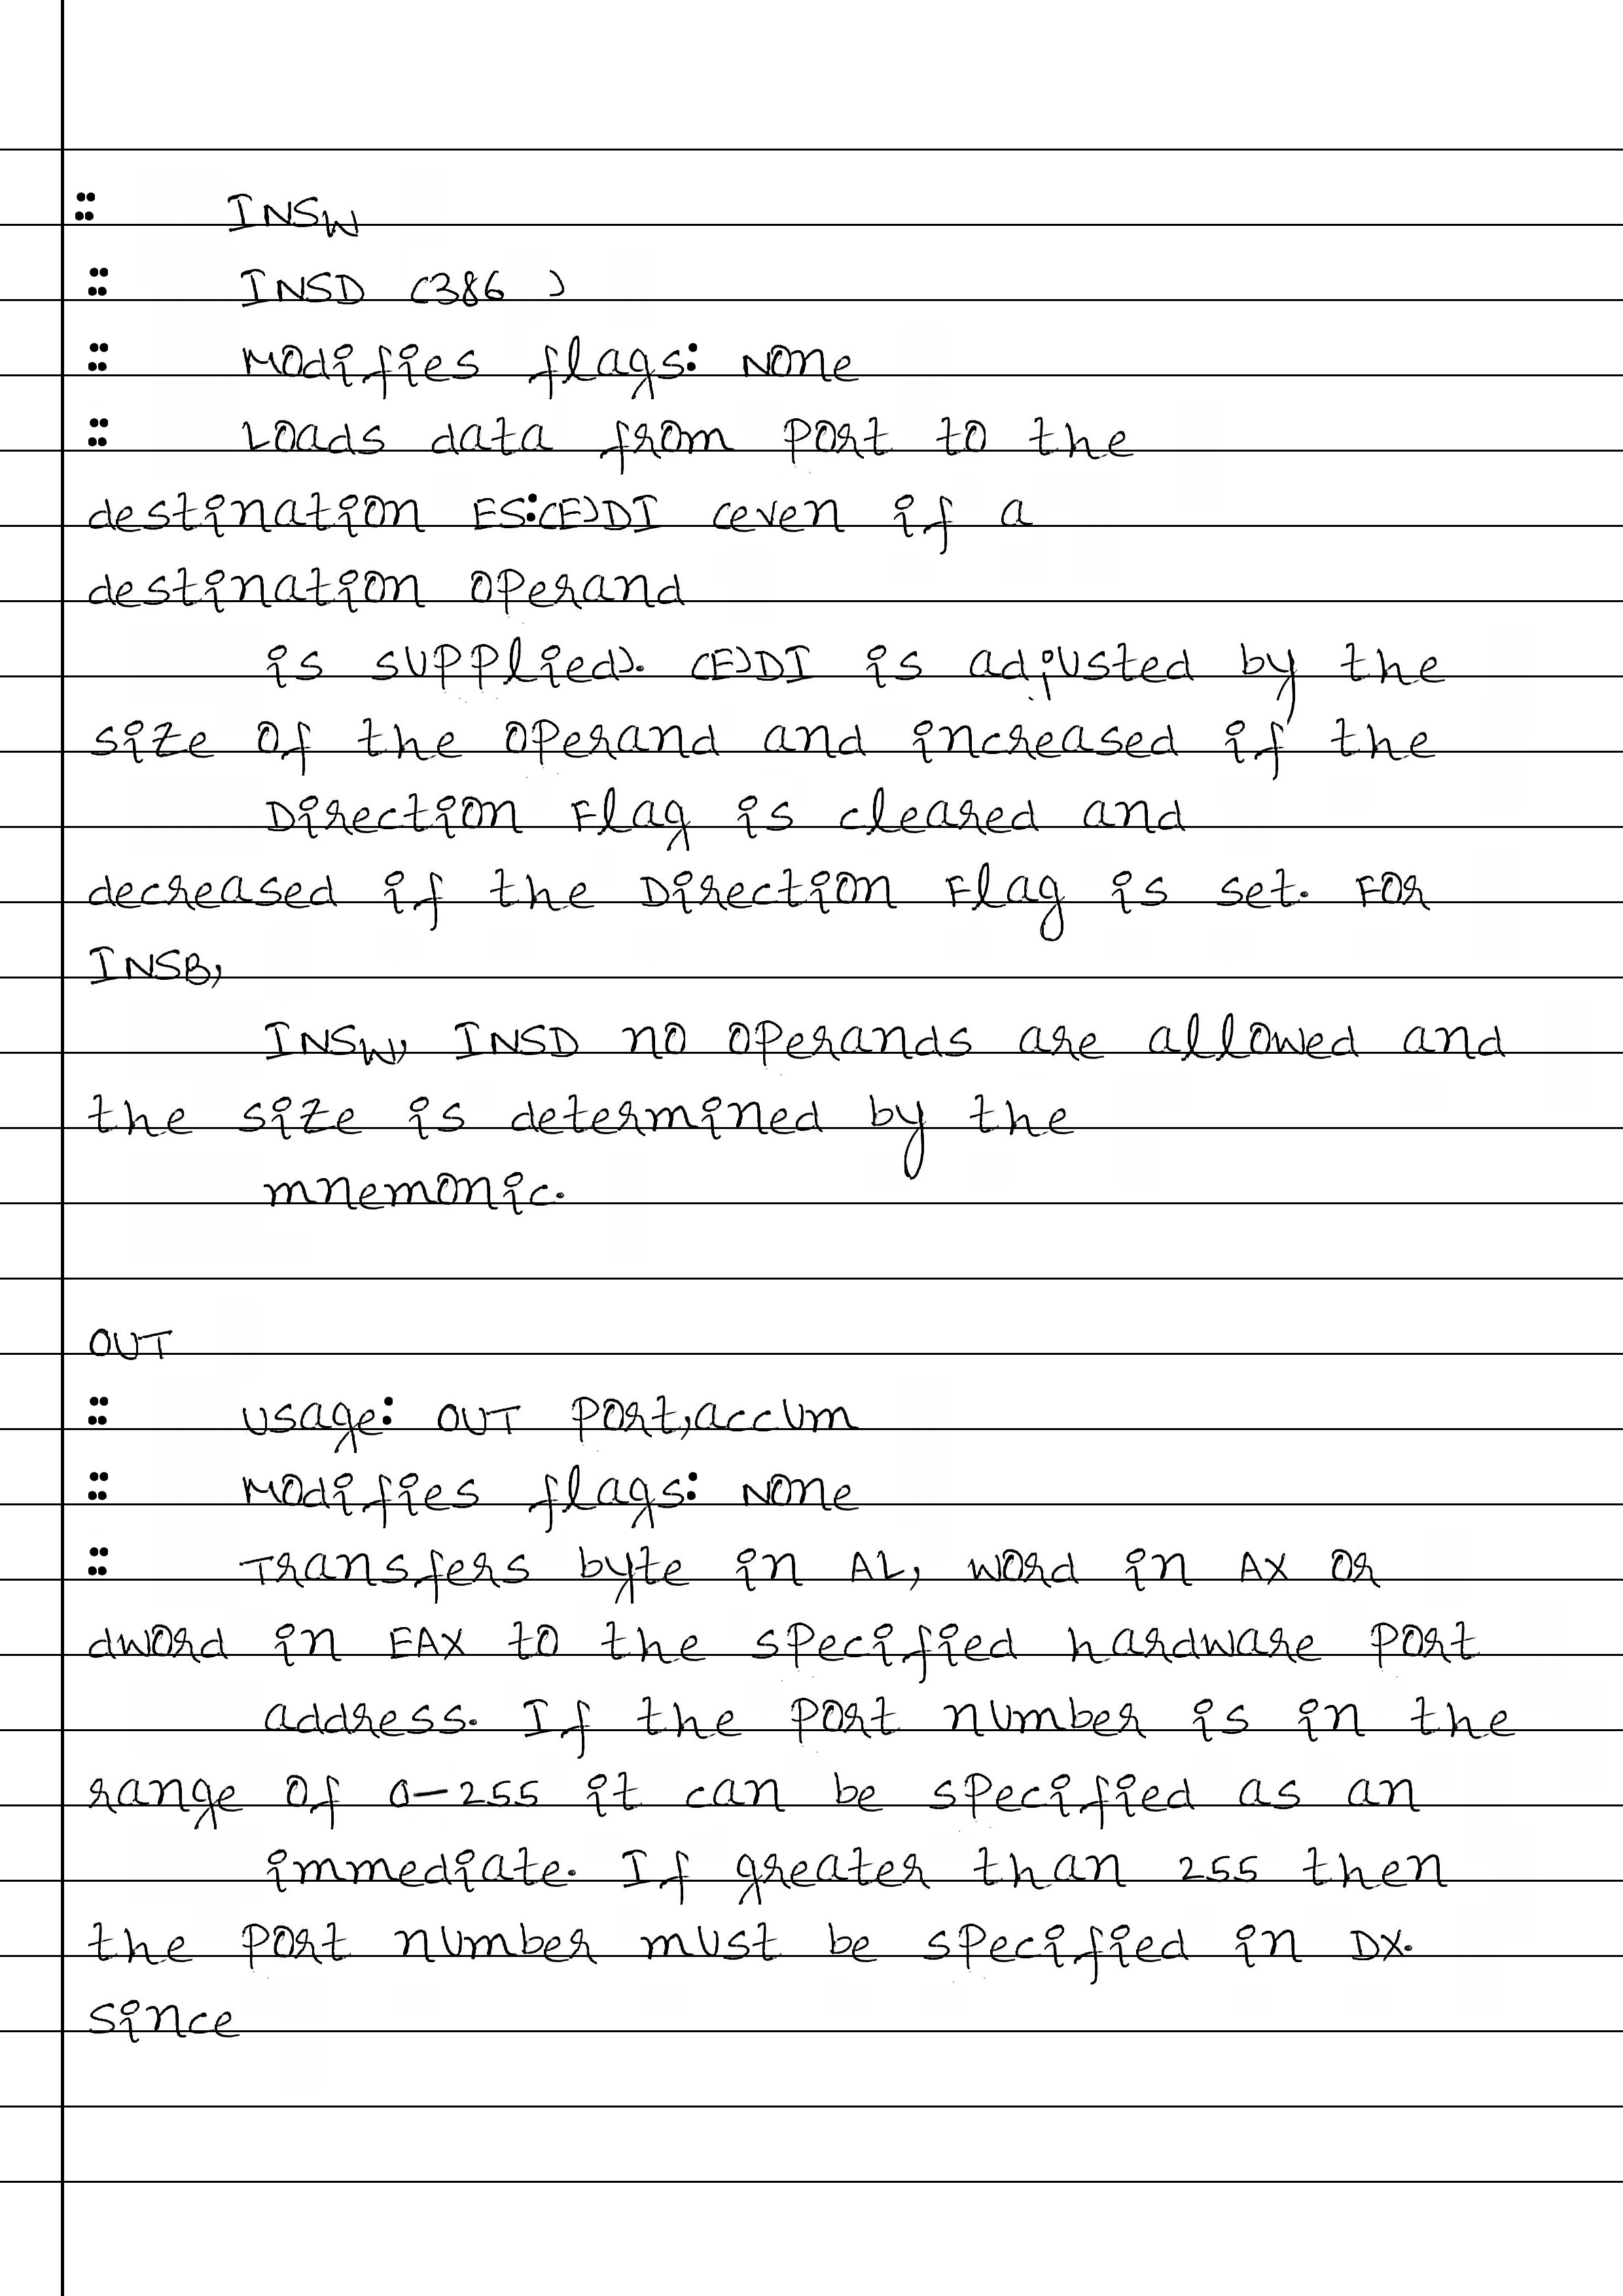 :: INSW
:: INSD (386 )
:: Modifies flags: None
:: Loads data from port to the
destination ES:(E)DI (even if a
destination operand
is supplied). (E)DI is adjusted by the
size of the operand and increased if the
Direction Flag is cleared and
decreased if the Direction Flag is set. For
INSB,
INSW, INSD no operands are allowed and
the size is determined by the
mnemonic.
OUT
:: Usage: OUT port,accum
:: Modifies flags: None
:: Transfers byte in AL, word in AX or
dword in EAX to the specified hardware port
address. If the port number is in the
range of 0-255 it can be specified as an
immediate. If greater than 255 then
the port number must be specified in DX.
Since